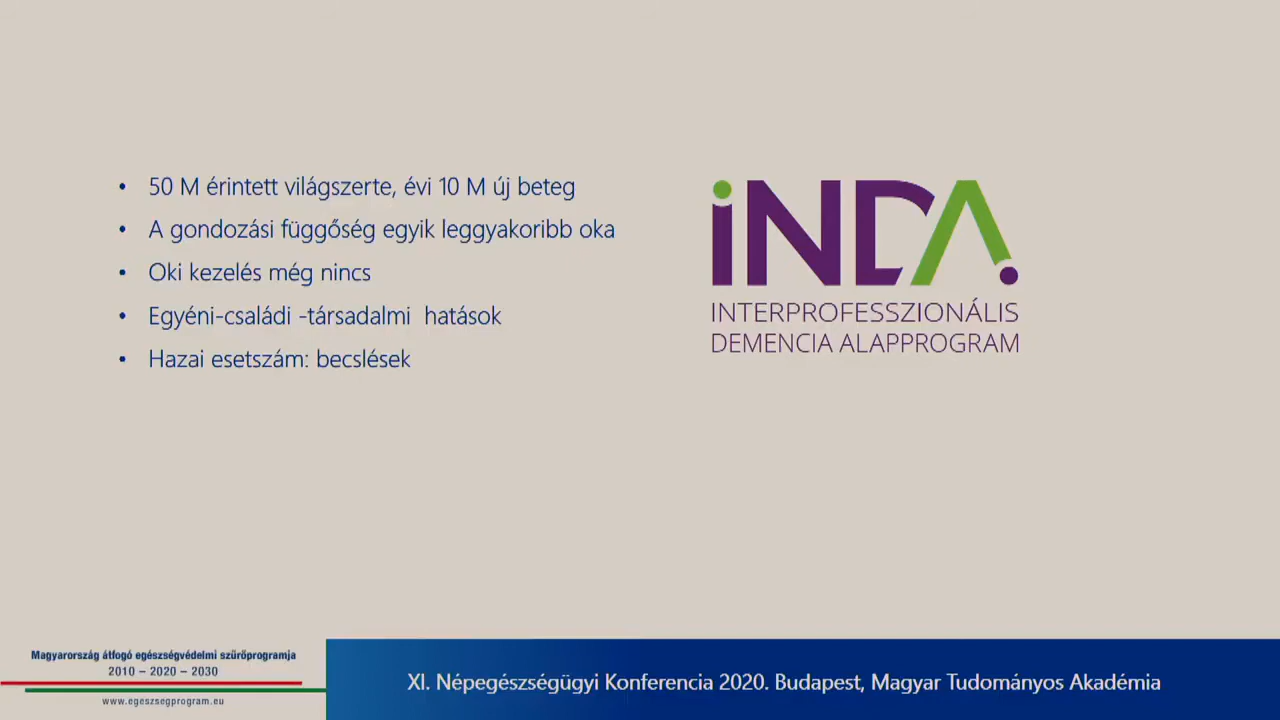 • 50 M érintett világszerte, évi 10 M új beteg
• A gondozási függőség egyik leggyakoribb oka
• Oki kezelés még nincs
• Egyéni-családi -társadalmi  hatások
• Hazai esetszám: becslések
iNDA
INTERPROFESSZIONÁLIS
DEMENCIA ALAPPROGRAM
Magyarország átfogó egészségvédelmi szűrőprogramja
2010 – 2020 – 2030
www.egeszsegprogram.eu
XI. Népegészségügyi Konferencia 2020. Budapest, Magyar Tudományos Akadémia